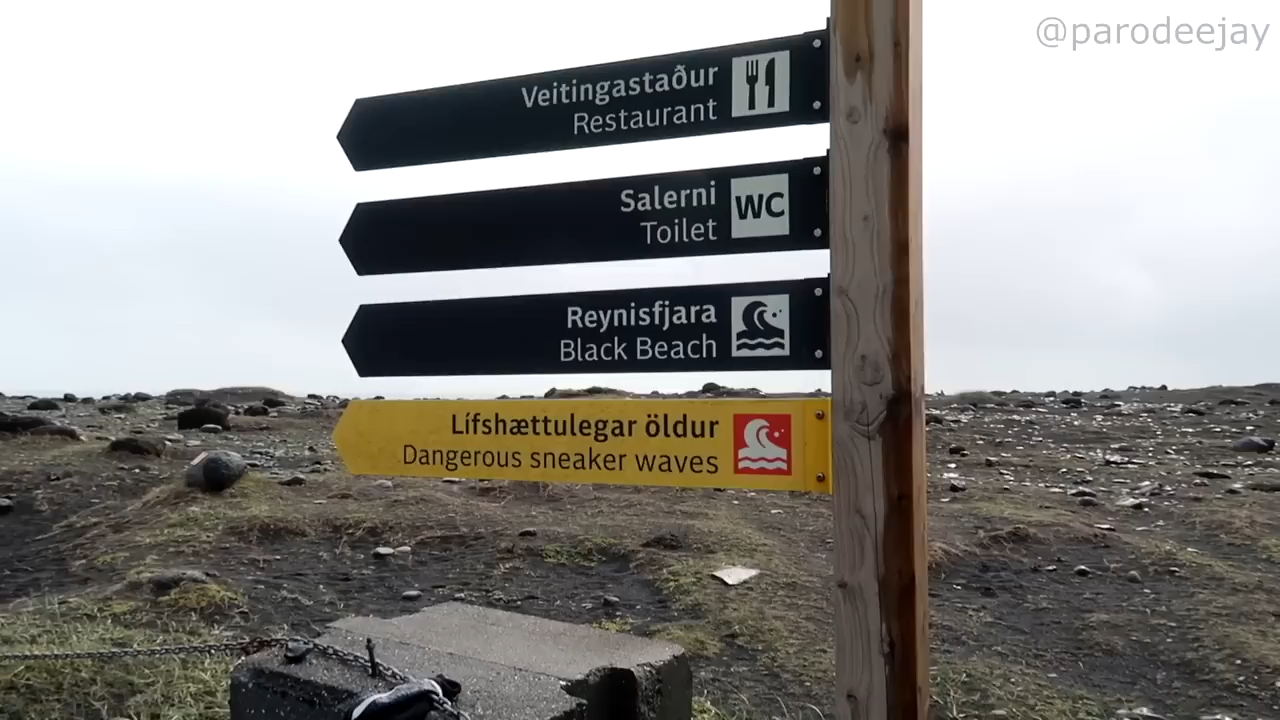 @parodeejay
Veitingastaður
Restaurant
Salerni
Toilet
WC
Reynisfjara
Black Beach
Lífshættulegar öldur
Dangerous sneaker waves